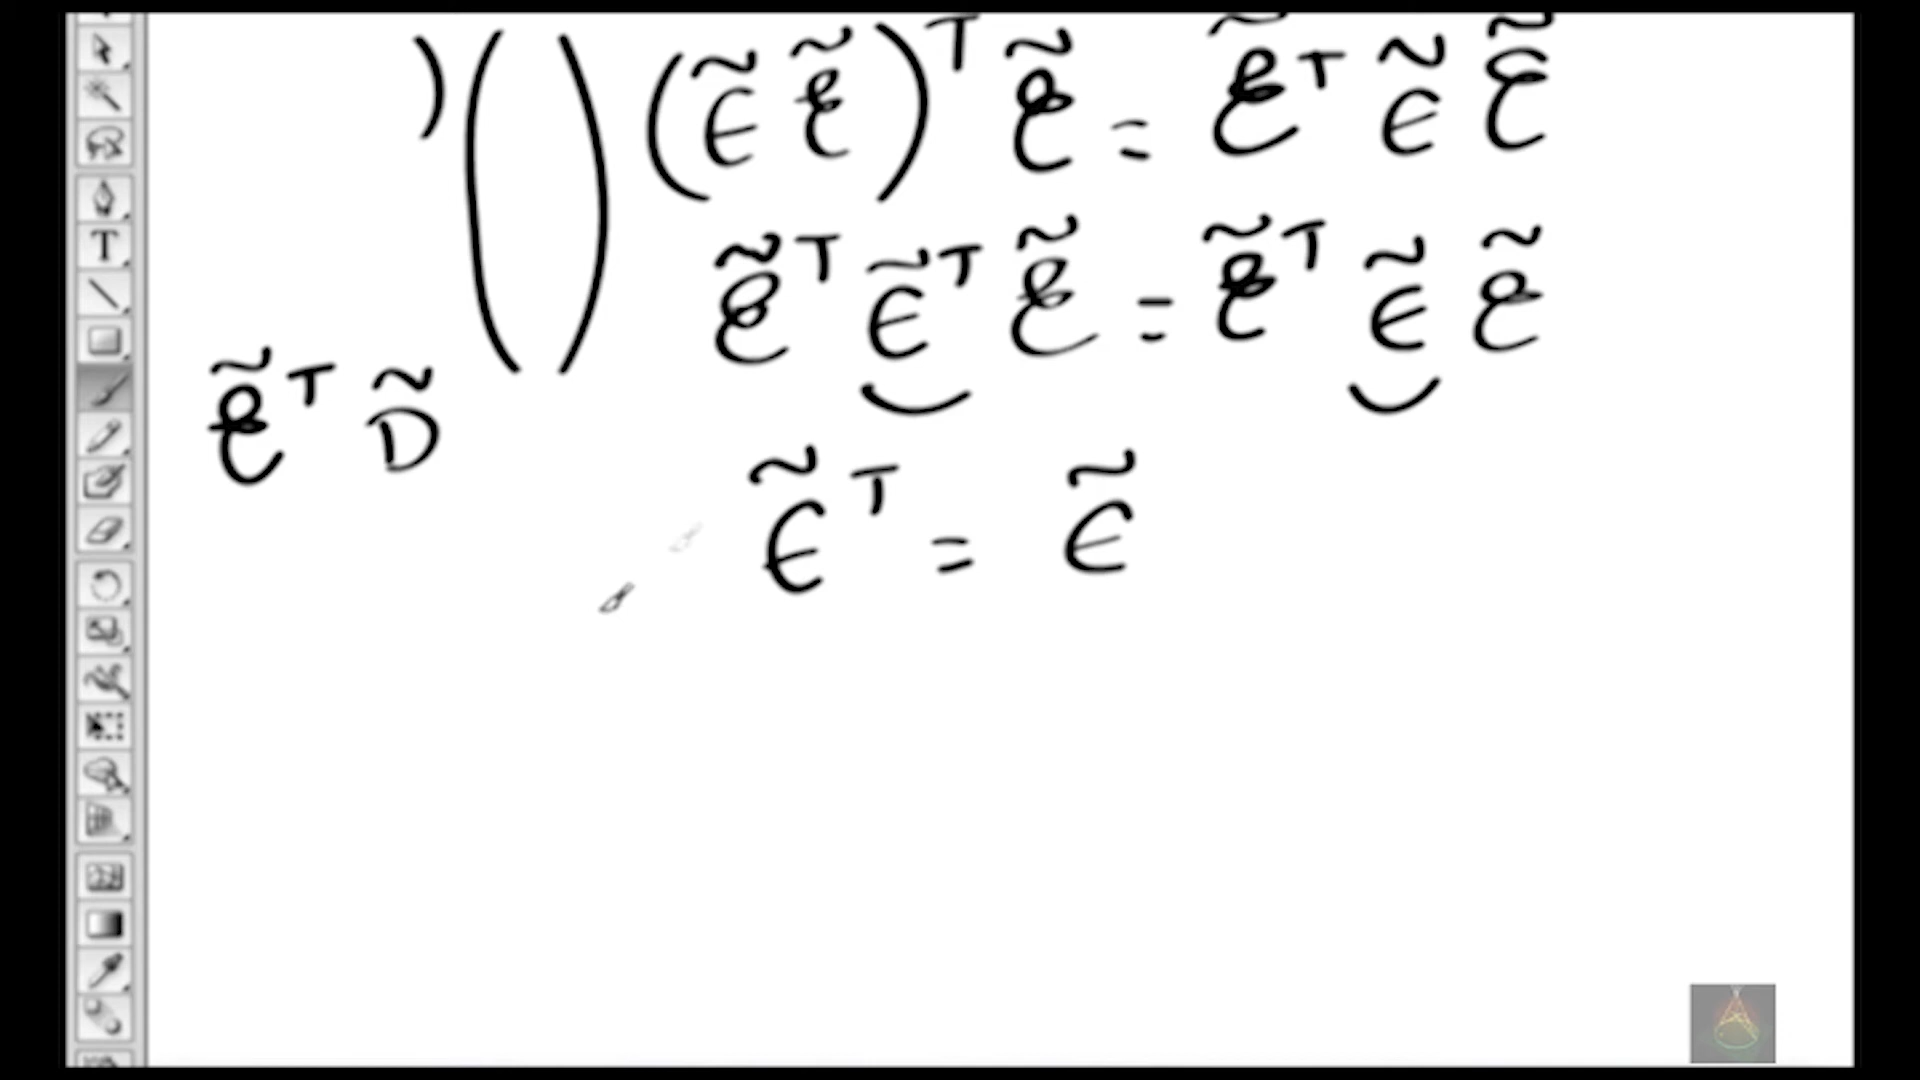 ) ( ) (ϵ̃ ℰ̃)ᵀ ℰ̃ = ℰ̃ᵀ ϵ̃ ℰ̃
ℰ̃ᵀ ϵ̃ᵀ ℰ̃ = ℰ̃ᵀ ϵ̃ ℰ̃
ℰ̃ᵀ D̃
ϵ̃ᵀ = ϵ̃
T